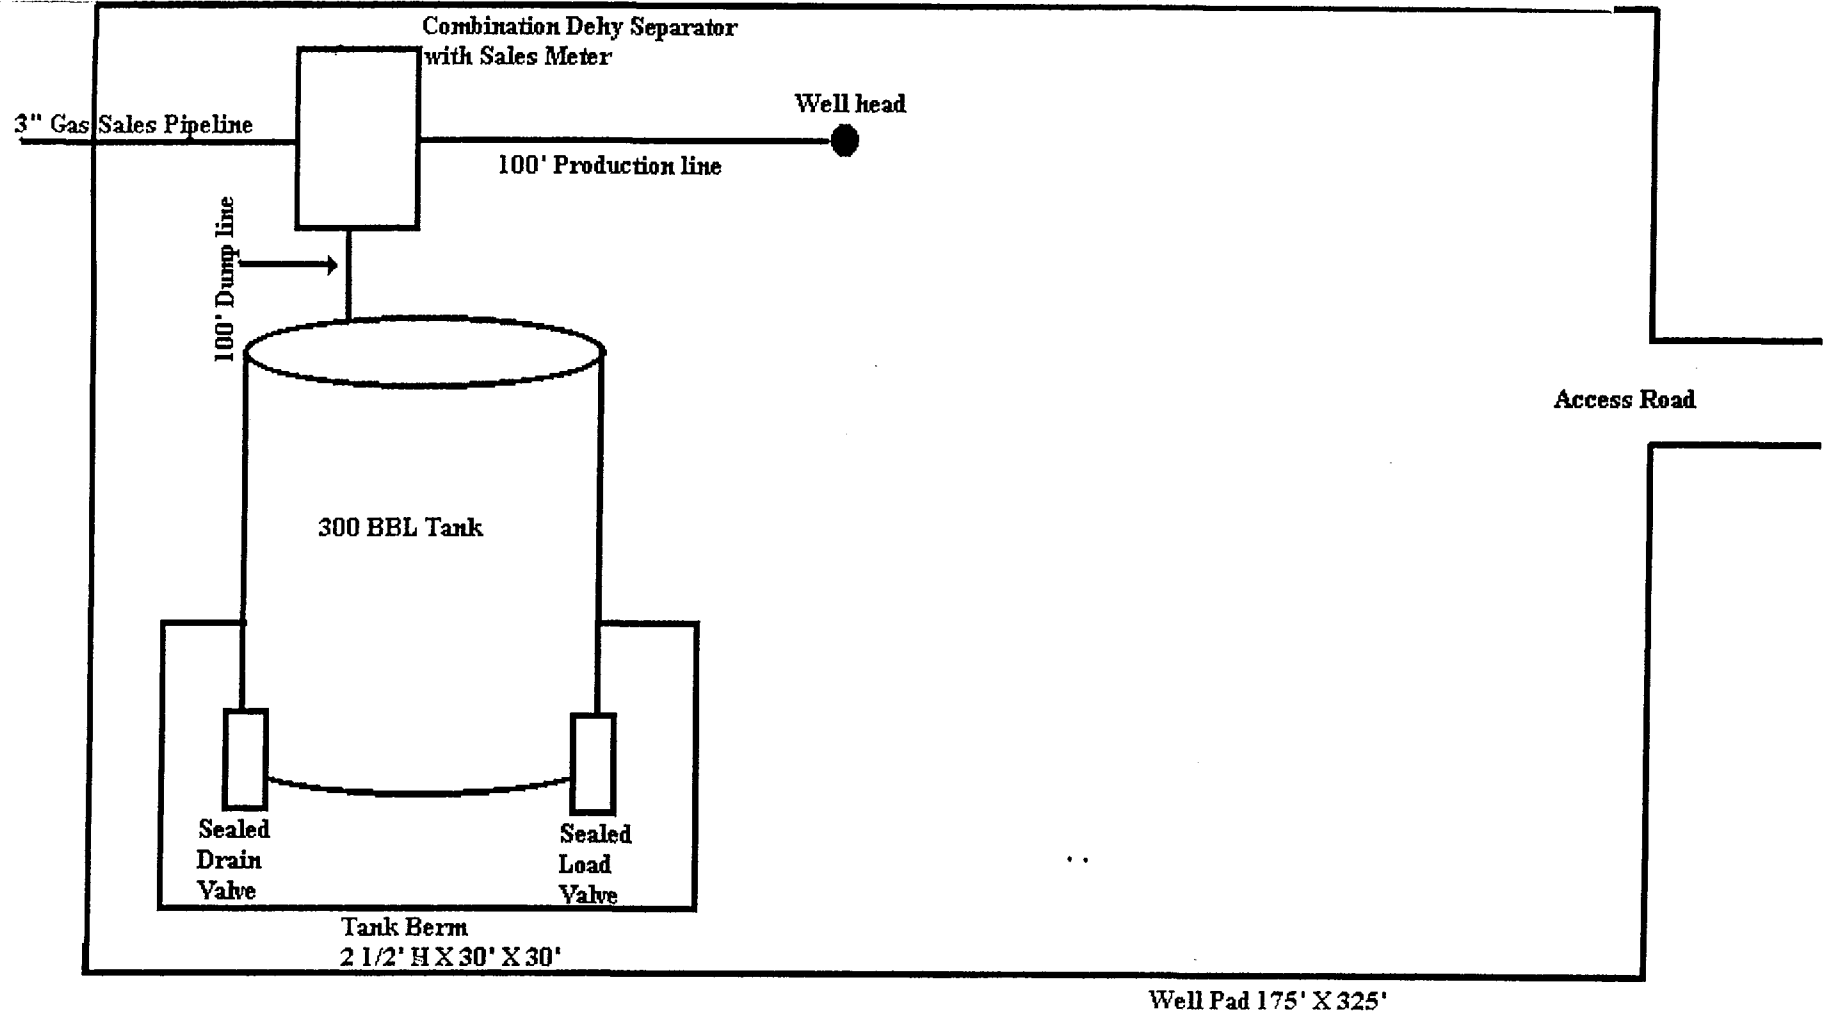 Combination Dehy Separator
with Sales Meter
Well head
3" Gas Sales Pipeline
100' Production line
100' Dump line
Access Road
300 BBL Tank
Sealed
Drain
Valve
Sealed
Load
Valve
Tank Berm
2 1/2' H X 30' X 30'
Well Pad 175' X 325'